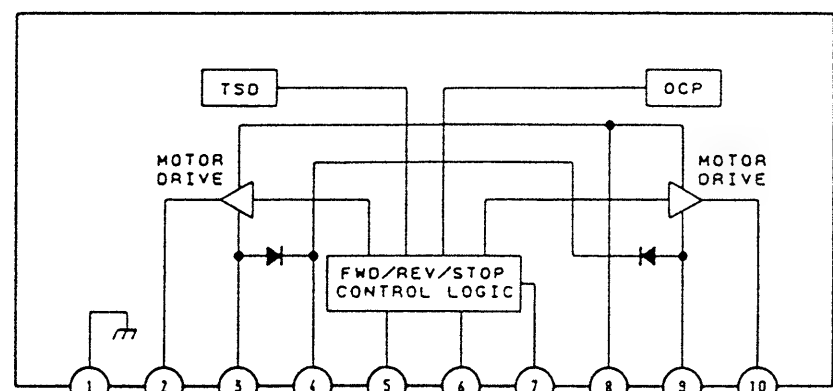 TSD
OCP
MOTOR
DRIVE
MOTOR
DRIVE
FWD/REV/STOP
CONTROL LOGIC
1 2 3 4 5 6 7 8 9 10